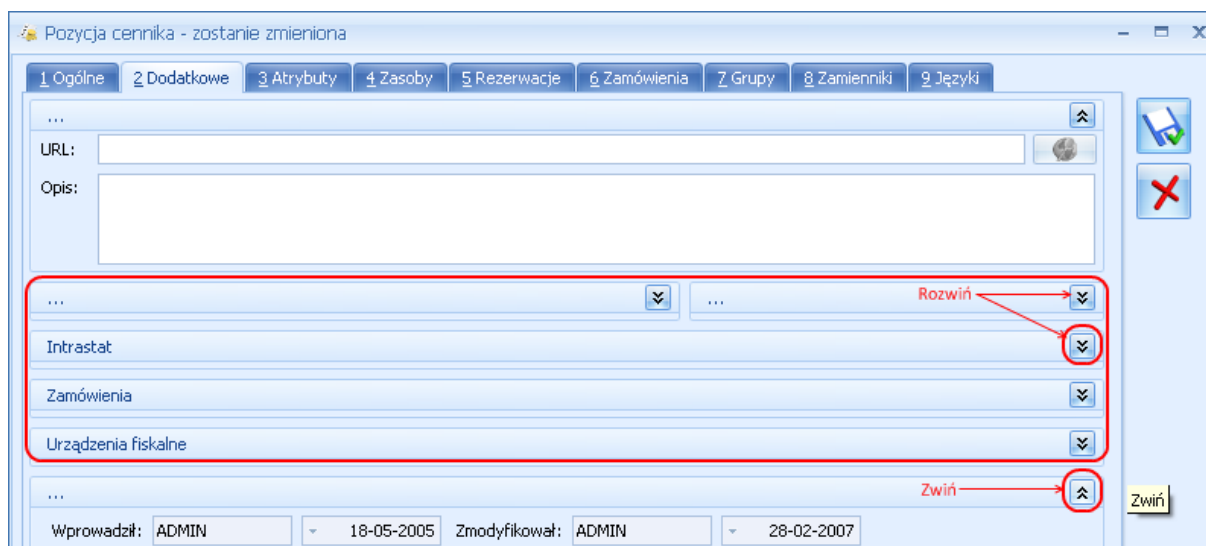 Pozycja cennika - zostanie zmieniona
1 Ogólne 2 Dodatkowe 3 Atrybuty 4 Zasoby 5 Rezerwacje 6 Zamówienia 7 Grupy 8 Zamienniki 9 Języki
...
URL:
Opis:
... ... Rozwiń
Intrastat
Zamówienia
Urządzenia fiskalne
... Zwiń
Zwiń
Wprowadził: ADMIN 18-05-2005 Zmodyfikował: ADMIN 28-02-2007